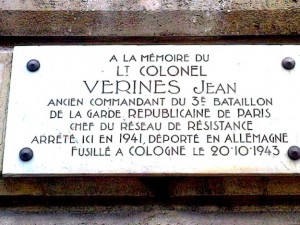 A LA MÉMOIRE DU
LT COLONEL
VERINES JEAN
ANCIEN COMMANDANT DU 3E BATAILLON
DE LA GARDE RÉPUBLICAINE DE PARIS
CHEF DU RÉSEAU DE RÉSISTANCE
ARRÊTÉ ICI EN 1941, DÉPORTÉ EN ALLEMAGNE
FUSILLÉ A COLOGNE LE 20-10-1943